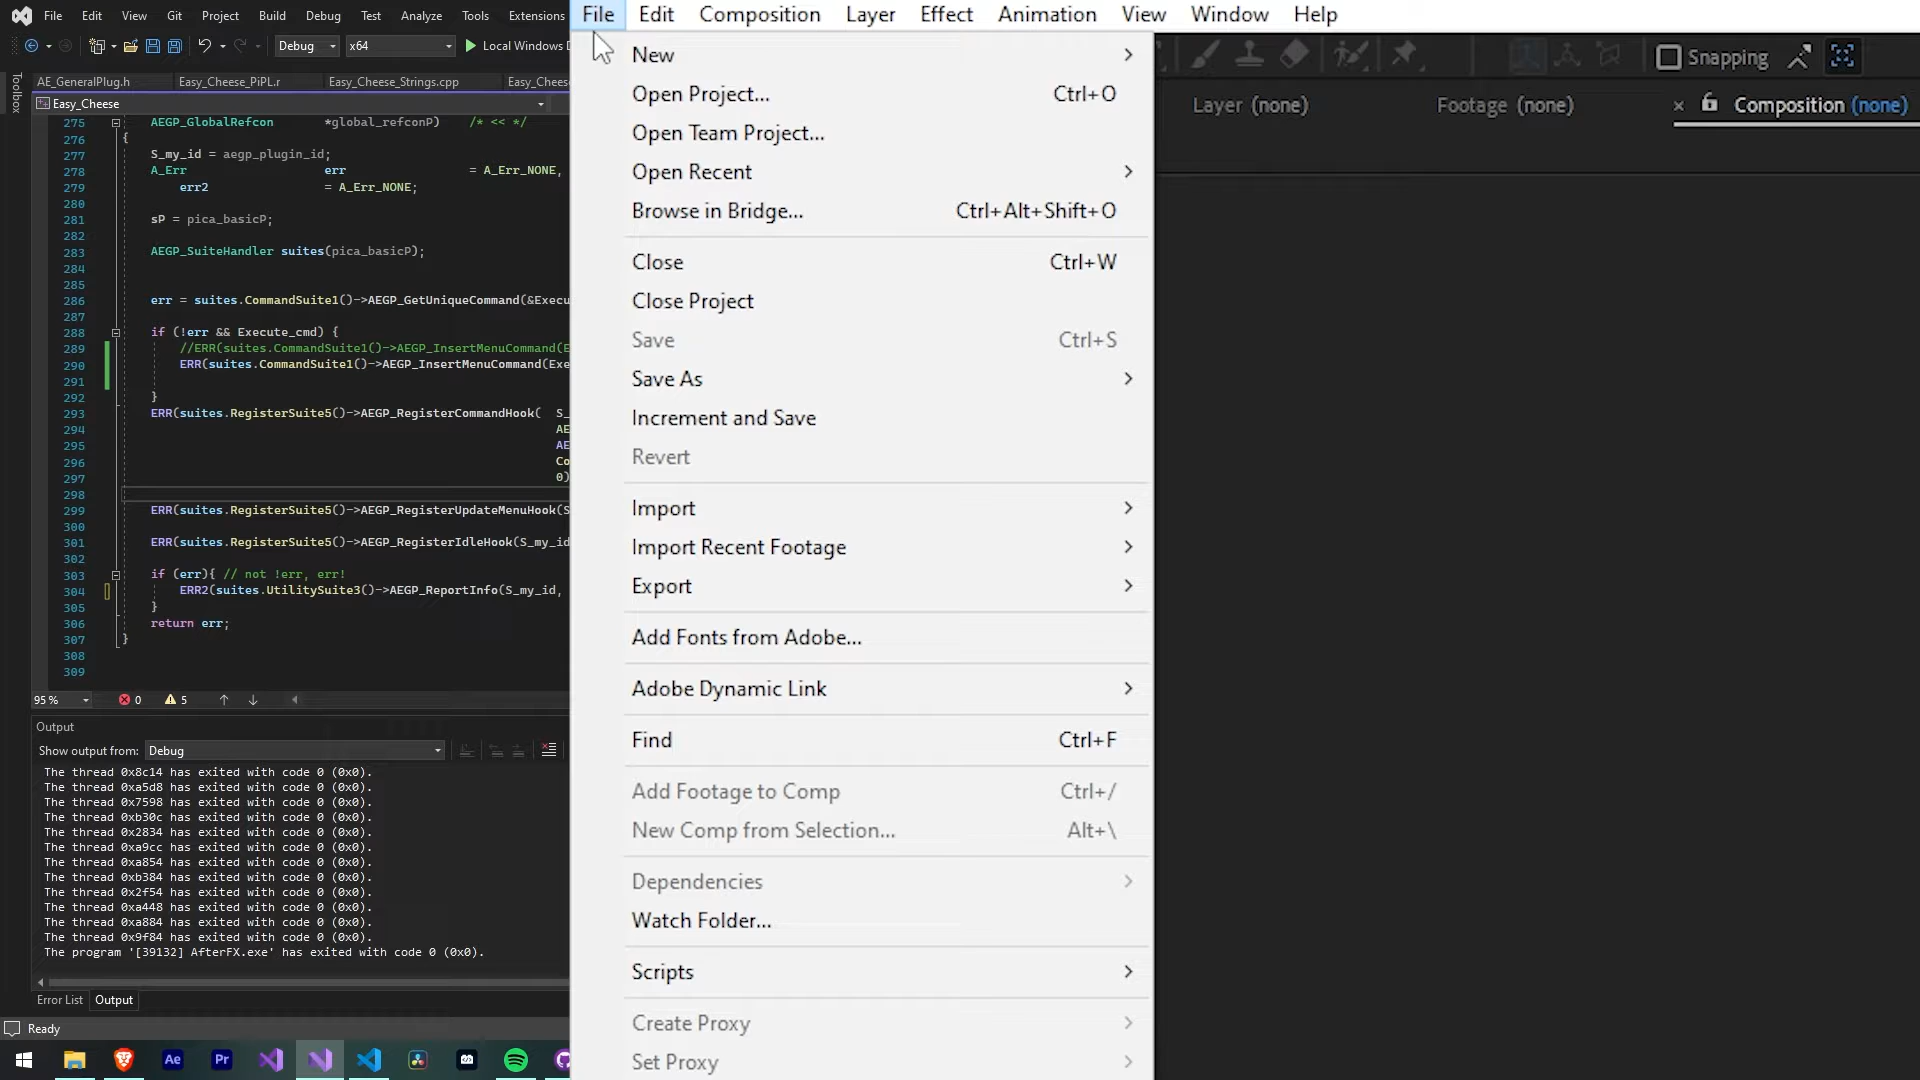 File Edit View Git Project Build Debug Test Analyze Tools Extensions
Debug x64 Local Windows D
Toolbox
AE_GeneralPlug.h Easy_Cheese_PiPL.r Easy_Cheese_Strings.cpp Easy_Chees
Easy_Cheese
275 AEGP_GlobalRefcon *global_refconP) /* << */
276 {
277 S_my_id = aegp_plugin_id;
278 A_Err err = A_Err_NONE,
279 err2 = A_Err_NONE;
280
281 sP = pica_basicP;
282
283 AEGP_SuiteHandler suites(pica_basicP);
284
285
286 err = suites.CommandSuite1()->AEGP_GetUniqueCommand(&Execu
287
288 if (!err && Execute_cmd) {
289 //ERR(suites.CommandSuite1()->AEGP_InsertMenuCommand(E
290 ERR(suites.CommandSuite1()->AEGP_InsertMenuCommand(Exe
291
292 }
293 ERR(suites.RegisterSuite5()->AEGP_RegisterCommandHook( S_
294 AE
295 AE
296 Co
297 0)
298
299 ERR(suites.RegisterSuite5()->AEGP_RegisterUpdateMenuHook(S
300
301 ERR(suites.RegisterSuite5()->AEGP_RegisterIdleHook(S_my_id
302
303 if (err){ // not !err, err!
304 ERR2(suites.UtilitySuite3()->AEGP_ReportInfo(S_my_id,
305 }
306 return err;
307 }
308
309
95 % 0 5
Output
Show output from: Debug
The thread 0x8c14 has exited with code 0 (0x0).
The thread 0xa5d8 has exited with code 0 (0x0).
The thread 0x7598 has exited with code 0 (0x0).
The thread 0xb30c has exited with code 0 (0x0).
The thread 0x2834 has exited with code 0 (0x0).
The thread 0xa9cc has exited with code 0 (0x0).
The thread 0xa854 has exited with code 0 (0x0).
The thread 0xb384 has exited with code 0 (0x0).
The thread 0x2f54 has exited with code 0 (0x0).
The thread 0xa448 has exited with code 0 (0x0).
The thread 0xa884 has exited with code 0 (0x0).
The thread 0x9f84 has exited with code 0 (0x0).
The program '[39132] AfterFX.exe' has exited with code 0 (0x0).
Error List Output
Ready
Ae Pr
File Edit Composition Layer Effect Animation View Window Help
New
Open Project... Ctrl+O
Open Team Project...
Open Recent
Browse in Bridge... Ctrl+Alt+Shift+O
Close Ctrl+W
Close Project
Save Ctrl+S
Save As
Increment and Save
Revert
Import
Import Recent Footage
Export
Add Fonts from Adobe...
Adobe Dynamic Link
Find Ctrl+F
Add Footage to Comp Ctrl+/
New Comp from Selection... Alt+\
Dependencies
Watch Folder...
Scripts
Create Proxy
Set Proxy
Snapping
Layer (none) Footage (none) × Composition (none)